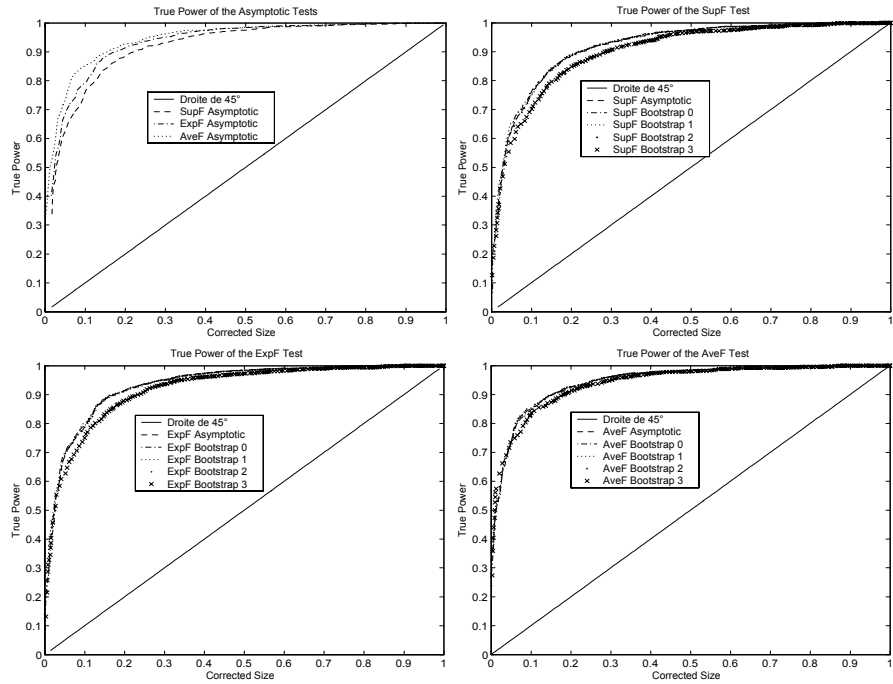 True Power of the Asymptotic Tests
1
0.9
0.8
0.7
0.6
0.5
0.4
0.3
0.2
0.1
0
True Power
Droite de 45°
SupF Asymptotic
ExpF Asymptotic
AveF Asymptotic
0 0.1 0.2 0.3 0.4 0.5 0.6 0.7 0.8 0.9 1
Corrected Size
True Power of the SupF Test
1
0.9
0.8
0.7
0.6
0.5
0.4
0.3
0.2
0.1
0
True Power
Droite de 45°
SupF Asymptotic
SupF Bootstrap 0
SupF Bootstrap 1
SupF Bootstrap 2
SupF Bootstrap 3
0 0.1 0.2 0.3 0.4 0.5 0.6 0.7 0.8 0.9 1
Corrected Size
True Power of the ExpF Test
1
0.9
0.8
0.7
0.6
0.5
0.4
0.3
0.2
0.1
0
True Power
Droite de 45°
ExpF Asymptotic
ExpF Bootstrap 0
ExpF Bootstrap 1
ExpF Bootstrap 2
ExpF Bootstrap 3
0 0.1 0.2 0.3 0.4 0.5 0.6 0.7 0.8 0.9 1
Corrected Size
True Power of the AveF Test
1
0.9
0.8
0.7
0.6
0.5
0.4
0.3
0.2
0.1
0
True Power
Droite de 45°
AveF Asymptotic
AveF Bootstrap 0
AveF Bootstrap 1
AveF Bootstrap 2
AveF Bootstrap 3
0 0.1 0.2 0.3 0.4 0.5 0.6 0.7 0.8 0.9 1
Corrected Size